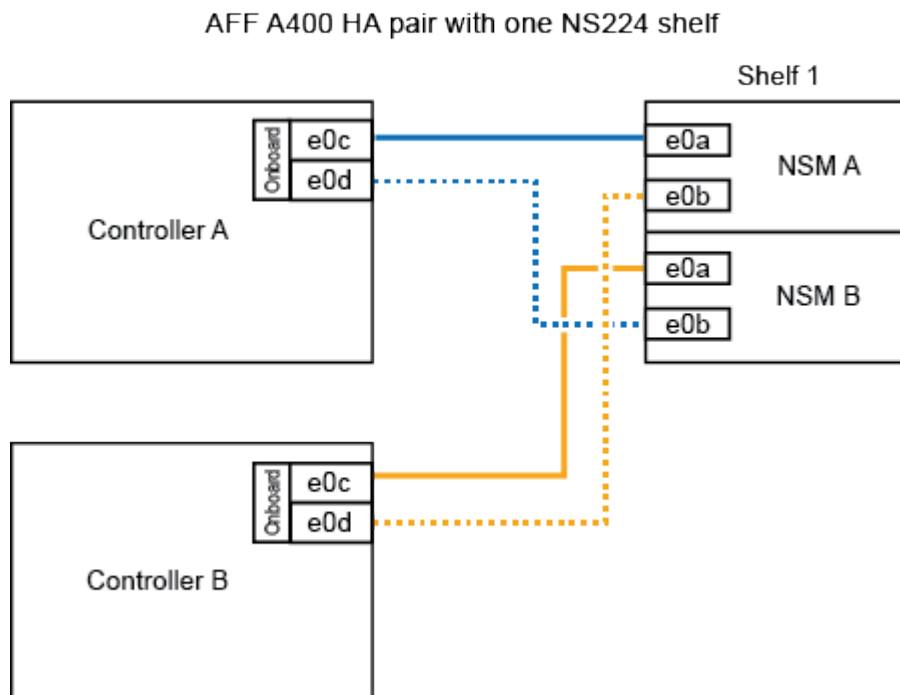 AFF A400 HA pair with one NS224 shelf
Shelf 1
Controller A
Onboard
e0c
e0d
e0a
e0b
NSM A
e0a
e0b
NSM B
Controller B
Onboard
e0c
e0d